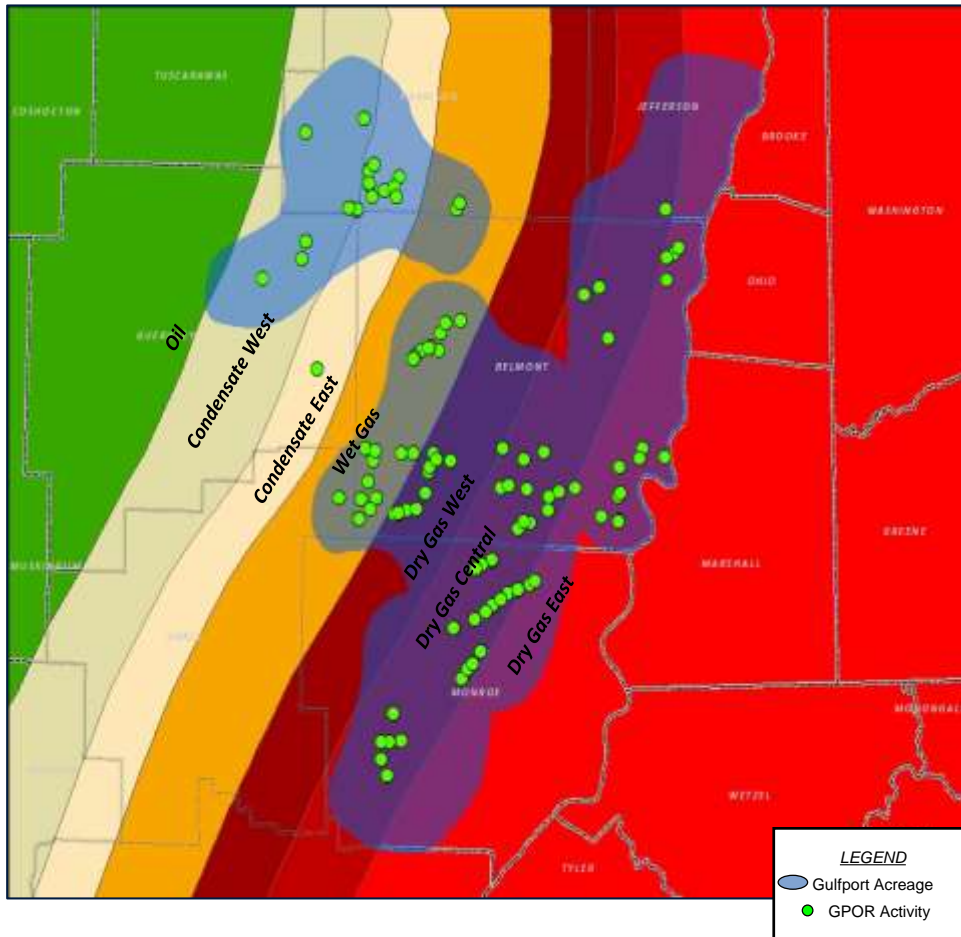 TUSCARAWAS
COSHOCTON
JEFFERSON
BROOKE
WASHINGTON
OHIO
Oil
Condensate West
BELMONT
Condensate East
Wet Gas
Dry Gas West
GREENE
MUSKINGUM
MARSHALL
Dry Gas Central
Dry Gas East
MONROE
WETZEL
TYLER
LEGEND
Gulfport Acreage
GPOR Activity